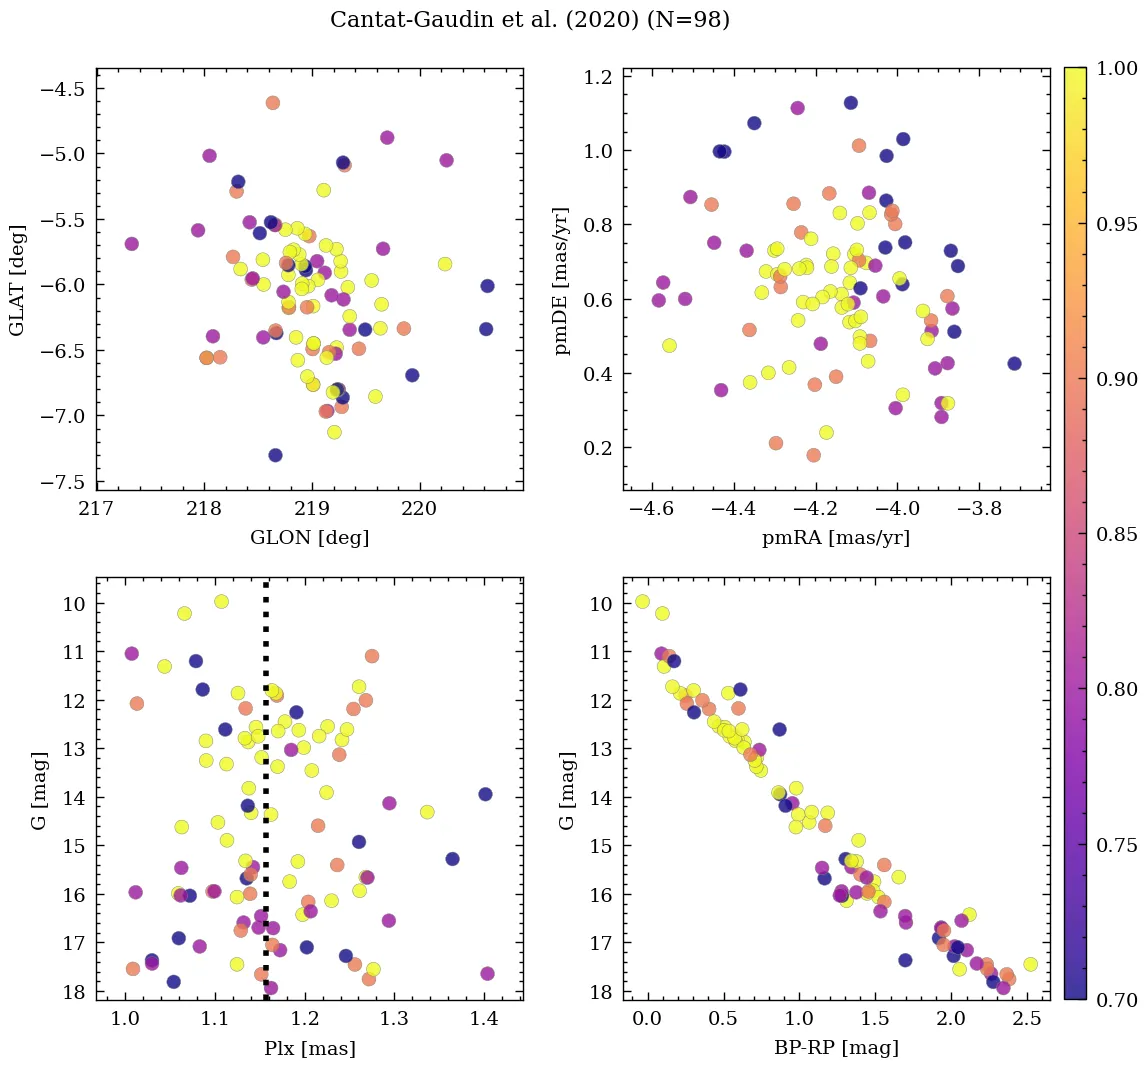 Cantat-Gaudin et al. (2020) (N=98)
−4.5
−5.0
−5.5
−6.0
−6.5
−7.0
−7.5
GLAT [deg]
217 218 219 220
GLON [deg]
1.2
1.0
0.8
0.6
0.4
0.2
pmDE [mas/yr]
−4.6 −4.4 −4.2 −4.0 −3.8
pmRA [mas/yr]
1.00
0.95
0.90
0.85
0.80
0.75
0.70
10
11
12
13
14
15
16
17
18
G [mag]
1.0 1.1 1.2 1.3 1.4
Plx [mas]
10
11
12
13
14
15
16
17
18
G [mag]
0.0 0.5 1.0 1.5 2.0 2.5
BP-RP [mag]